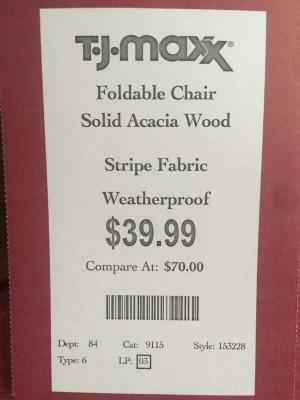 T·J·maxx®
Foldable Chair
Solid Acacia Wood
Stripe Fabric
Weatherproof
$39.99
Compare At: $70.00
Dept: 84 Cat: 9115 Style: 153228
Type: 6 LP: 03